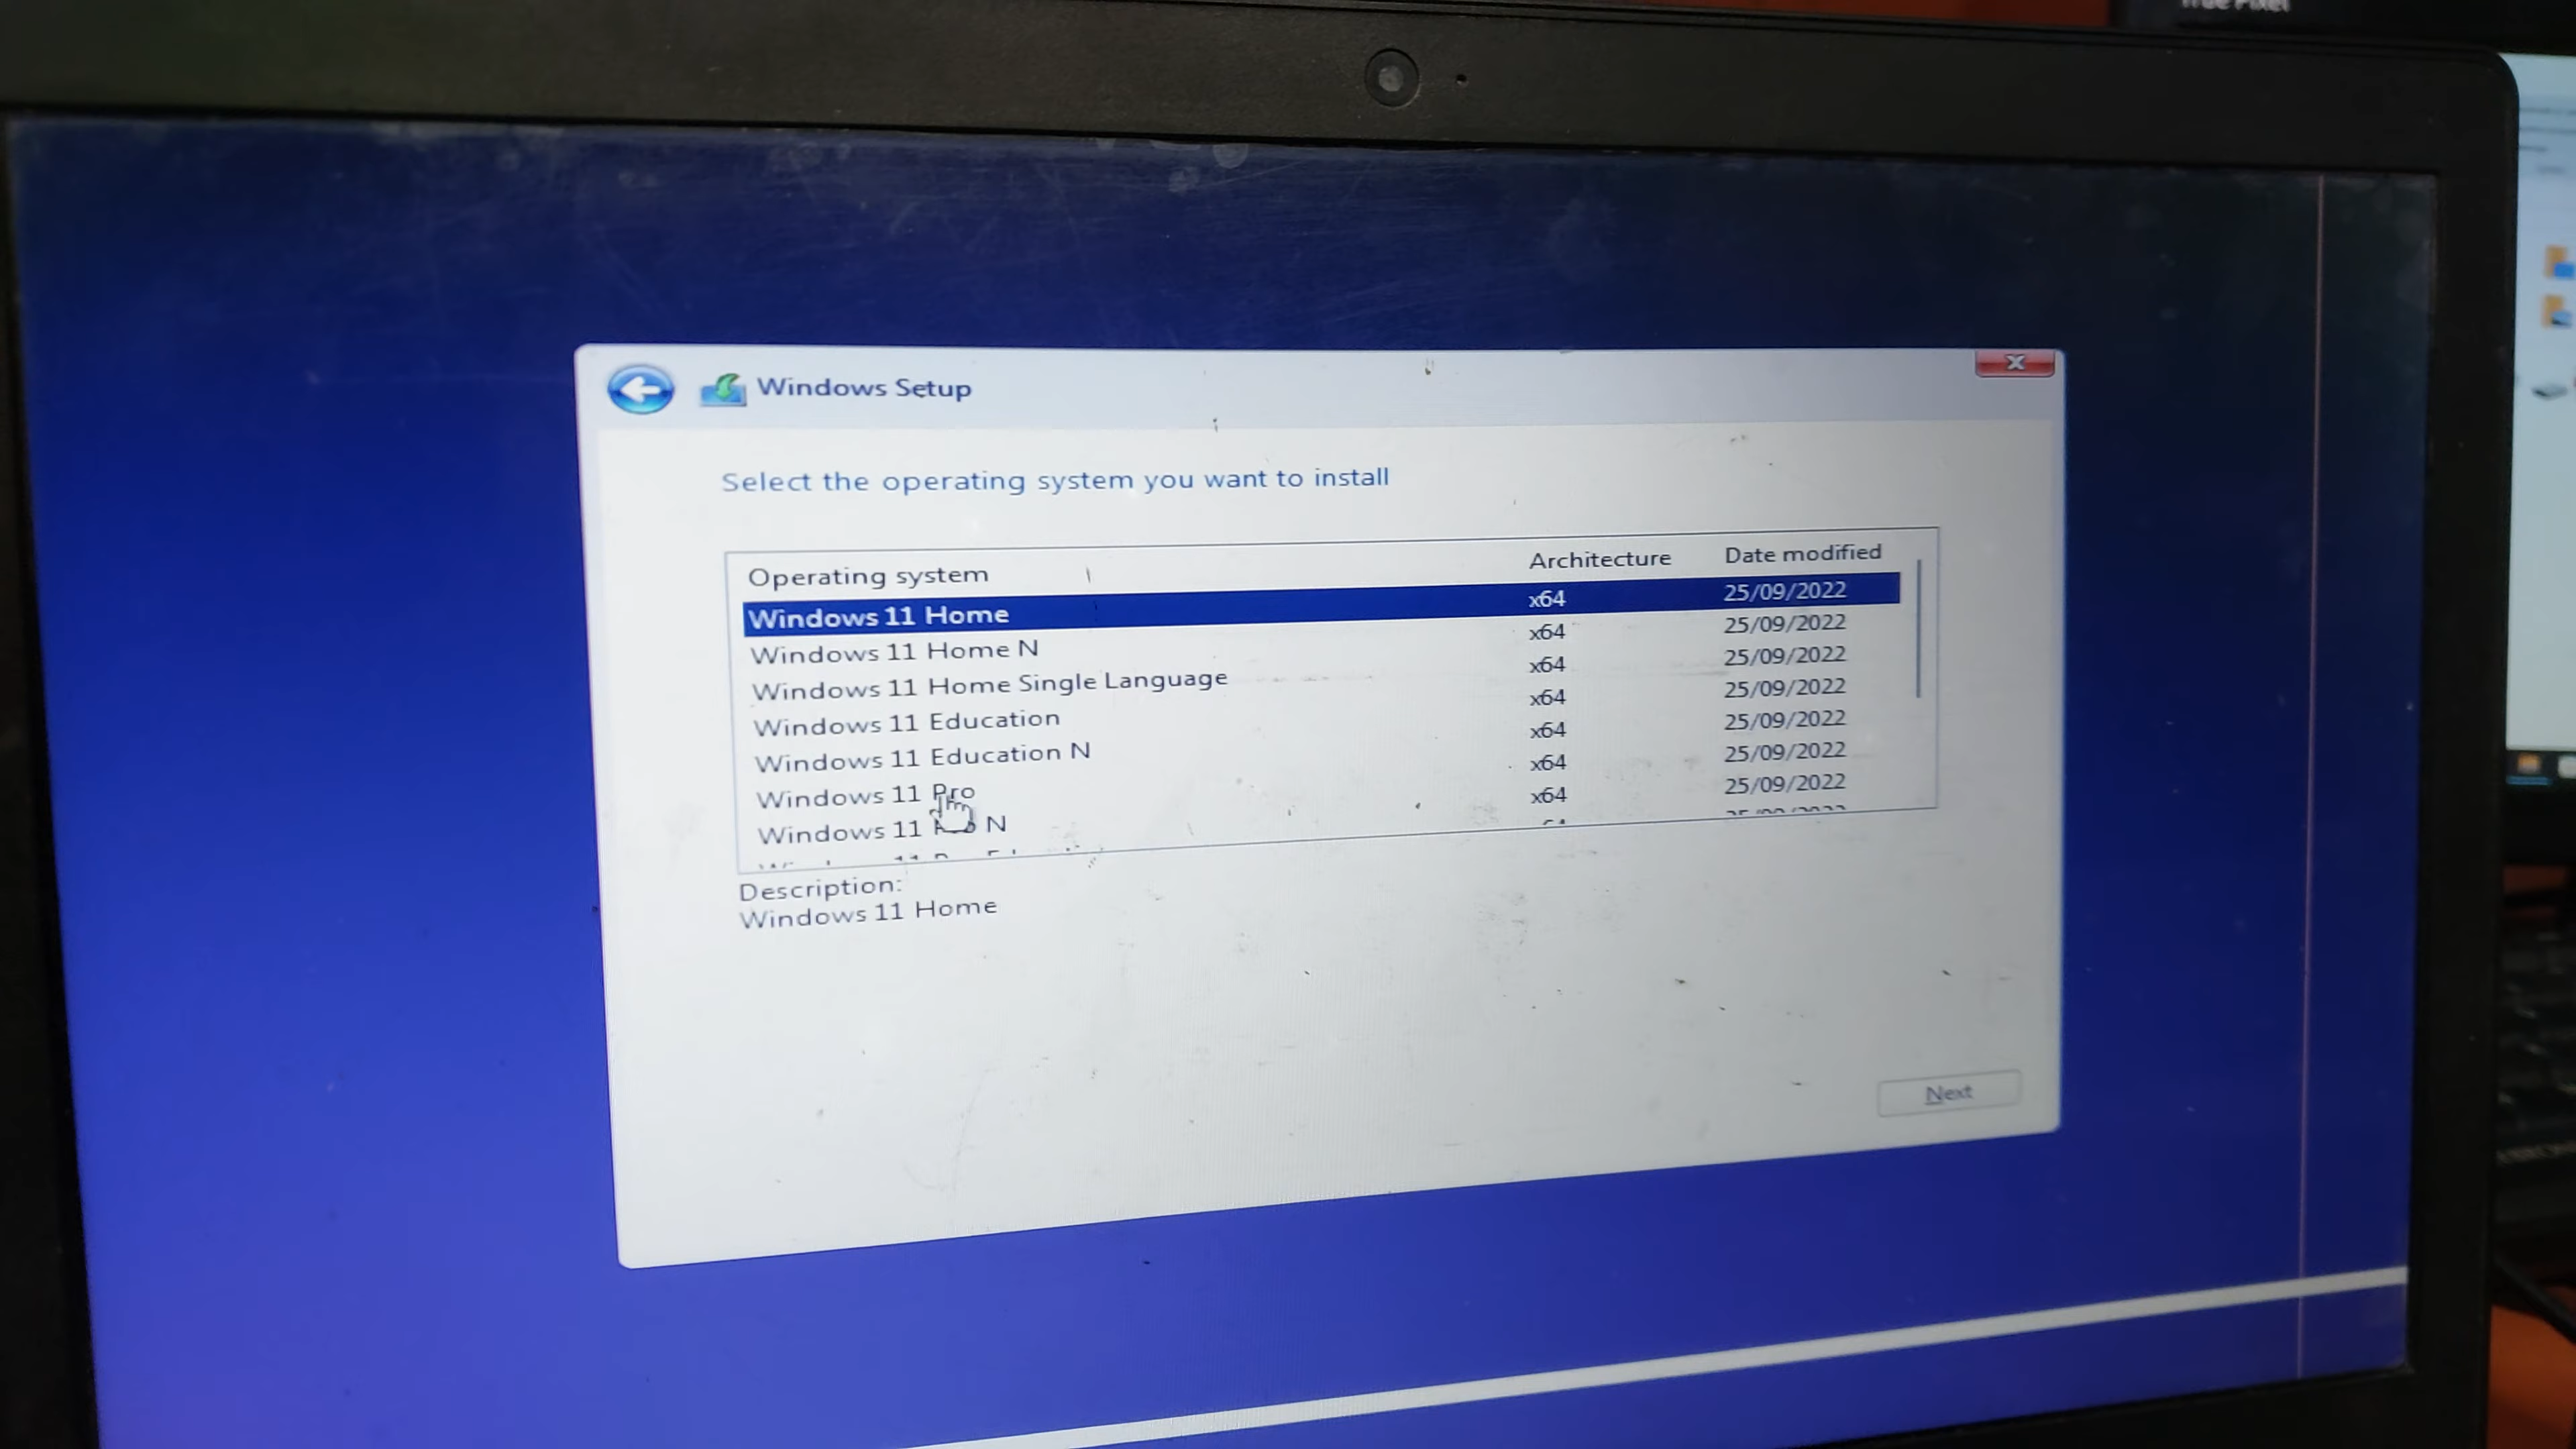 True Pixel
Windows Setup
x
Select the operating system you want to install
Operating system Architecture Date modified
Windows 11 Home x64 25/09/2022
Windows 11 Home N x64 25/09/2022
Windows 11 Home Single Language x64 25/09/2022
Windows 11 Education x64 25/09/2022
Windows 11 Education N x64 25/09/2022
Windows 11 Pro x64 25/09/2022
Windows 11 N x64 25/09/2022
Description:
Windows 11 Home
Next